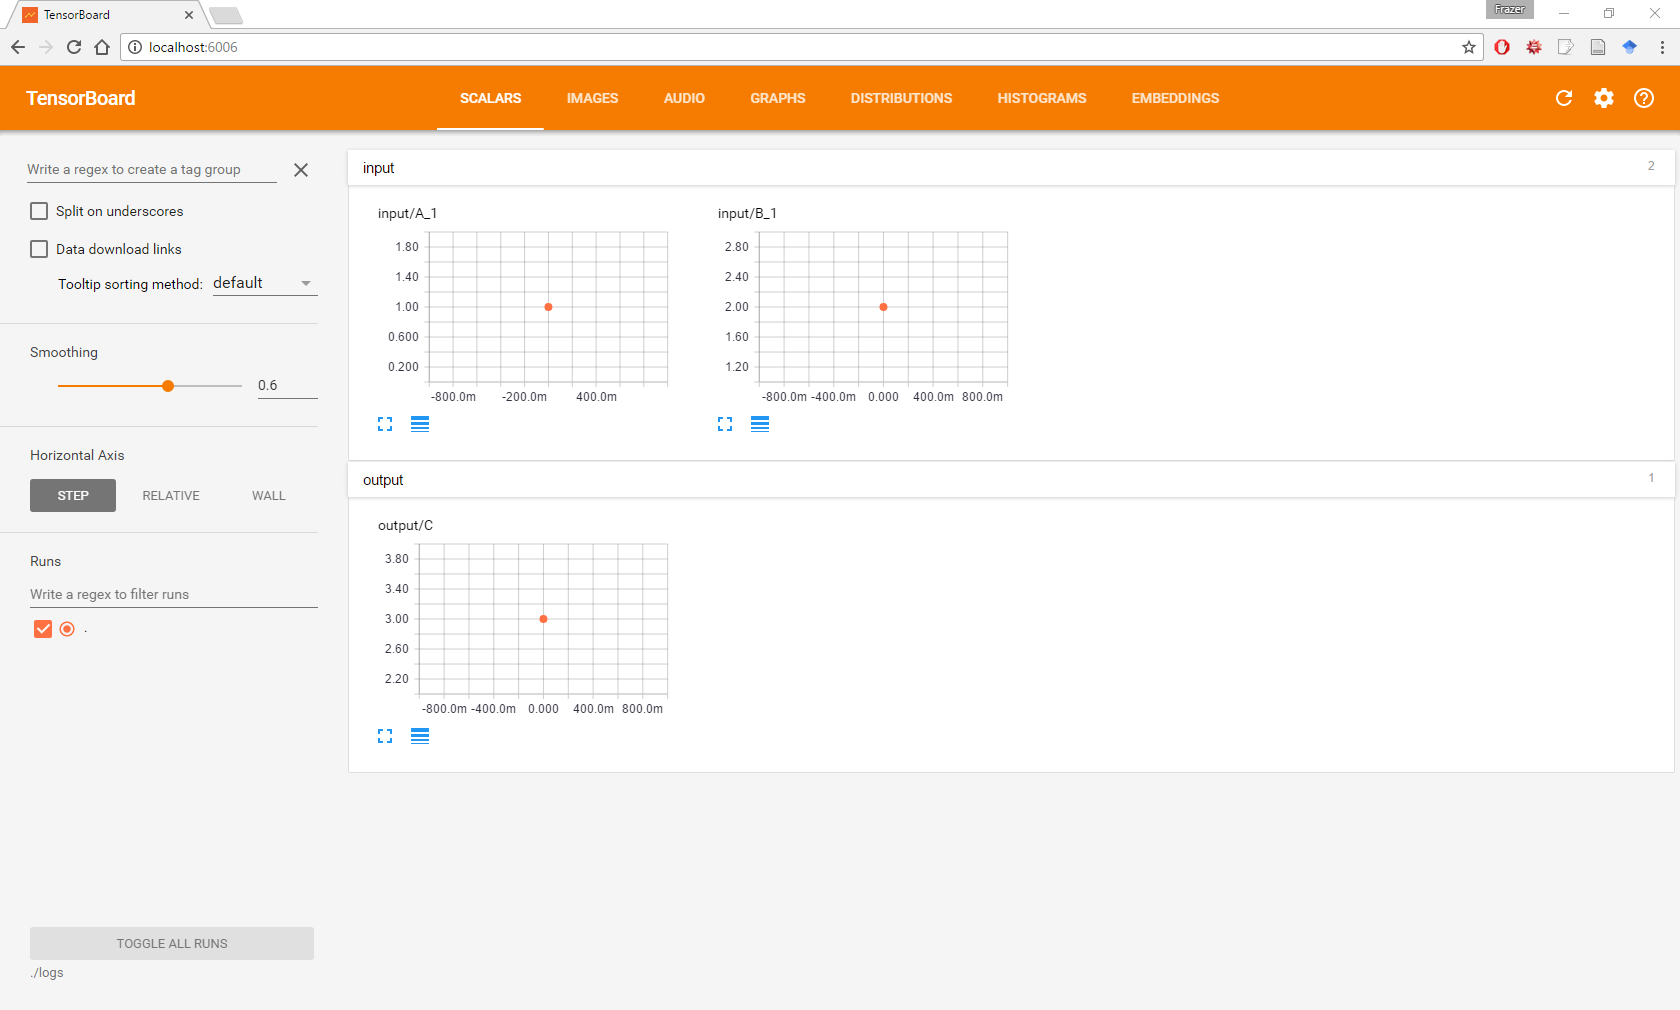 TensorBoard
Frazer
localhost:6006
TensorBoard
SCALARS IMAGES AUDIO GRAPHS DISTRIBUTIONS HISTOGRAMS EMBEDDINGS
Write a regex to create a tag group
Split on underscores
Data download links
Tooltip sorting method: default
Smoothing
0.6
Horizontal Axis
STEP RELATIVE WALL
Runs
Write a regex to filter runs
.
TOGGLE ALL RUNS
./logs
input 2
input/A_1
1.80
1.40
1.00
0.600
0.200
-800.0m -200.0m 400.0m
input/B_1
2.80
2.40
2.00
1.60
1.20
-800.0m -400.0m 0.000 400.0m 800.0m
output 1
output/C
3.80
3.40
3.00
2.60
2.20
-800.0m -400.0m 0.000 400.0m 800.0m